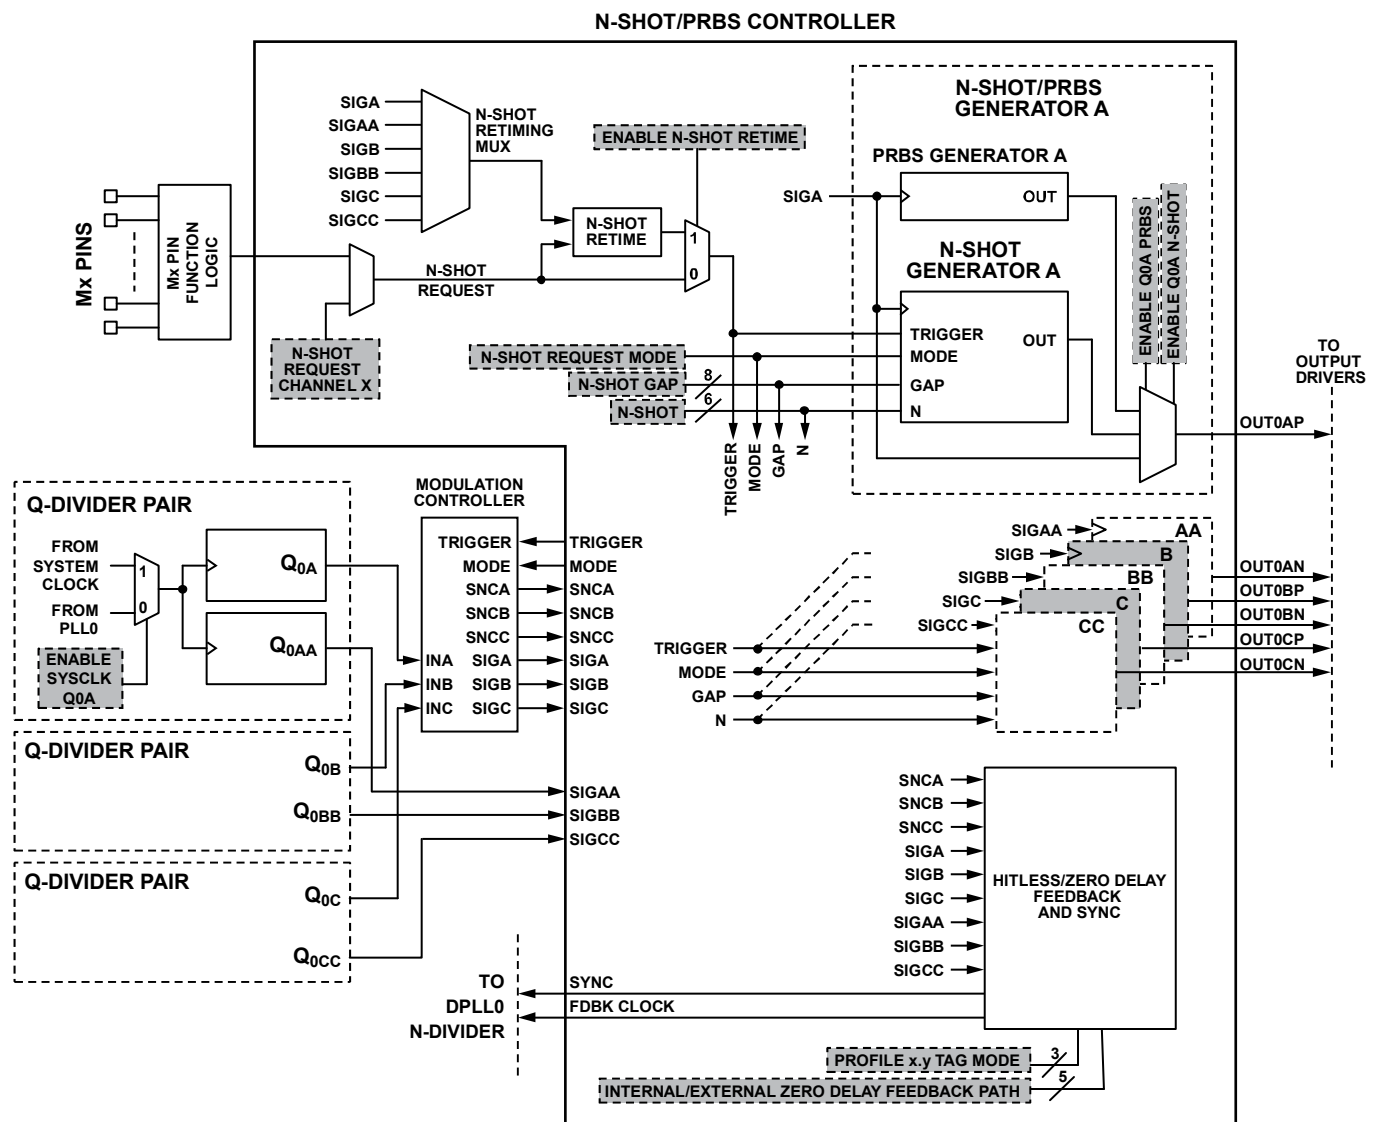 N-SHOT/PRBS CONTROLLER
SIGA
SIGAA
SIGB
SIGBB
SIGC
SIGCC
N-SHOT
RETIMING
MUX
ENABLE N-SHOT RETIME
N-SHOT
RETIME
1
0
Mx PINS
Mx PIN
FUNCTION
LOGIC
N-SHOT
REQUEST
N-SHOT
REQUEST
CHANNEL X
N-SHOT REQUEST MODE
N-SHOT GAP
8
N-SHOT
6
TRIGGER
MODE
GAP
N
N-SHOT/PRBS
GENERATOR A
PRBS GENERATOR A
SIGA
OUT
N-SHOT
GENERATOR A
TRIGGER
MODE
GAP
N
OUT
ENABLE Q0A PRBS
ENABLE Q0A N-SHOT
TO
OUTPUT
DRIVERS
OUT0AP
Q-DIVIDER PAIR
FROM
SYSTEM
CLOCK
FROM
PLL0
1
0
ENABLE
SYSCLK
Q0A
Q0A
Q0AA
Q-DIVIDER PAIR
Q0B
Q0BB
Q-DIVIDER PAIR
Q0C
Q0CC
MODULATION
CONTROLLER
TRIGGER
MODE
SNCA
SNCB
SNCC
INA SIGA
INB SIGB
INC SIGC
TRIGGER
MODE
SNCA
SNCB
SNCC
SIGA
SIGB
SIGC
SIGAA
SIGBB
SIGCC
SIGAA
SIGB
SIGBB
SIGC
SIGCC
AA
B
BB
C
CC
TRIGGER
MODE
GAP
N
OUT0AN
OUT0BP
OUT0BN
OUT0CP
OUT0CN
SNCA
SNCB
SNCC
SIGA
SIGB
SIGC
SIGAA
SIGBB
SIGCC
HITLESS/ZERO DELAY
FEEDBACK
AND SYNC
TO
DPLL0
N-DIVIDER
SYNC
FDBK CLOCK
PROFILE x.y TAG MODE
3
INTERNAL/EXTERNAL ZERO DELAY FEEDBACK PATH
5